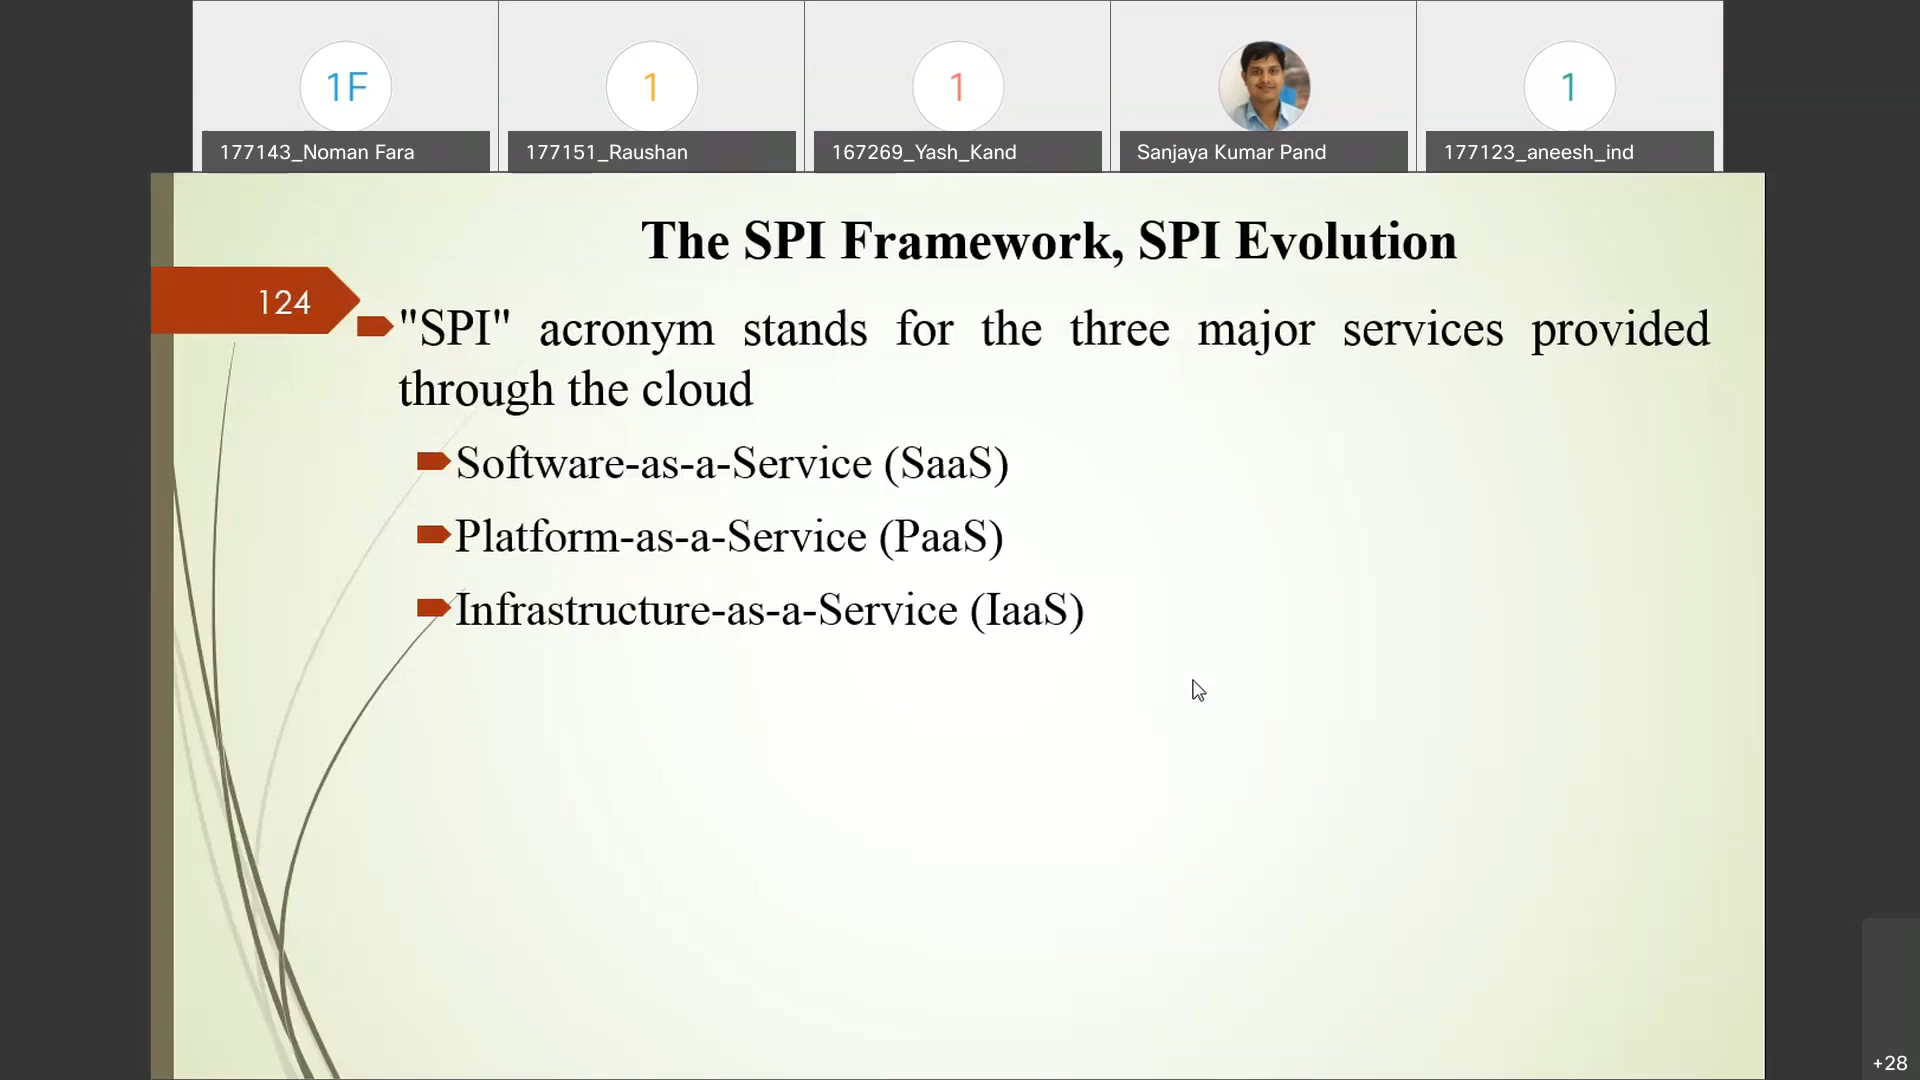 1F
1
1
1
177143_Noman Fara
177151_Raushan
167269_Yash_Kand
Sanjaya Kumar Pand
177123_aneesh_ind
The SPI Framework, SPI Evolution
124
"SPI" acronym stands for the three major services provided
through the cloud
Software-as-a-Service (SaaS)
Platform-as-a-Service (PaaS)
Infrastructure-as-a-Service (IaaS)
+28